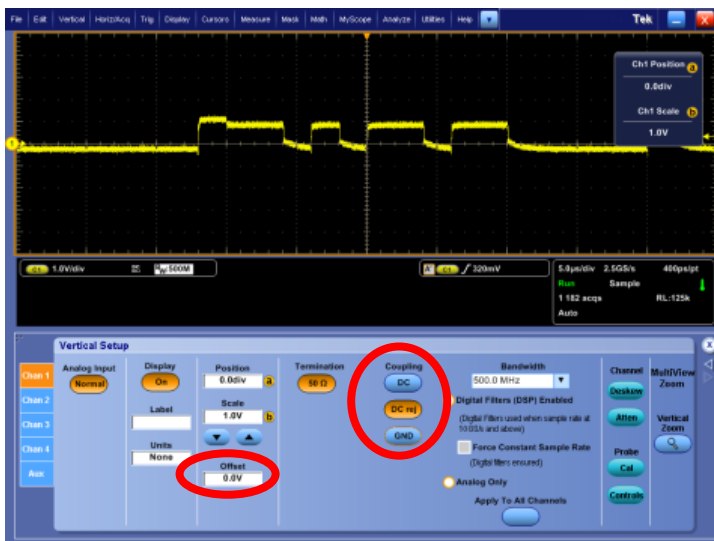 File Edit Vertical Horiz/Acq Trig Display Cursors Measure Mask Math MyScope Analyze Utilities Help Tek
Ch1 Position a
0.0div
Ch1 Scale b
1.0V
1
C1 1.0V/div 500M
A' C1 320mV
5.0µs/div 2.5GS/s 400ps/pt
Run Sample
1 182 acqs RL:125k
Auto
Vertical Setup
Chan 1
Chan 2
Chan 3
Chan 4
Aux
Analog Input
Normal
Display
On
Label
Units
None
Position
0.0div a
Scale
1.0V b
Offset
0.0V
Termination
50 Ω
Coupling
DC
DC rej
GND
Bandwidth
500.0 MHz
Digital Filters (DSP) Enabled
(Digital Filters used when sample rate at
10 GS/s and above)
Force Constant Sample Rate
(Digital filters ensured)
Analog Only
Apply To All Channels
Channel
Deskew
Atten
Probe
Cal
Controls
MultiView
Zoom
Vertical
Zoom